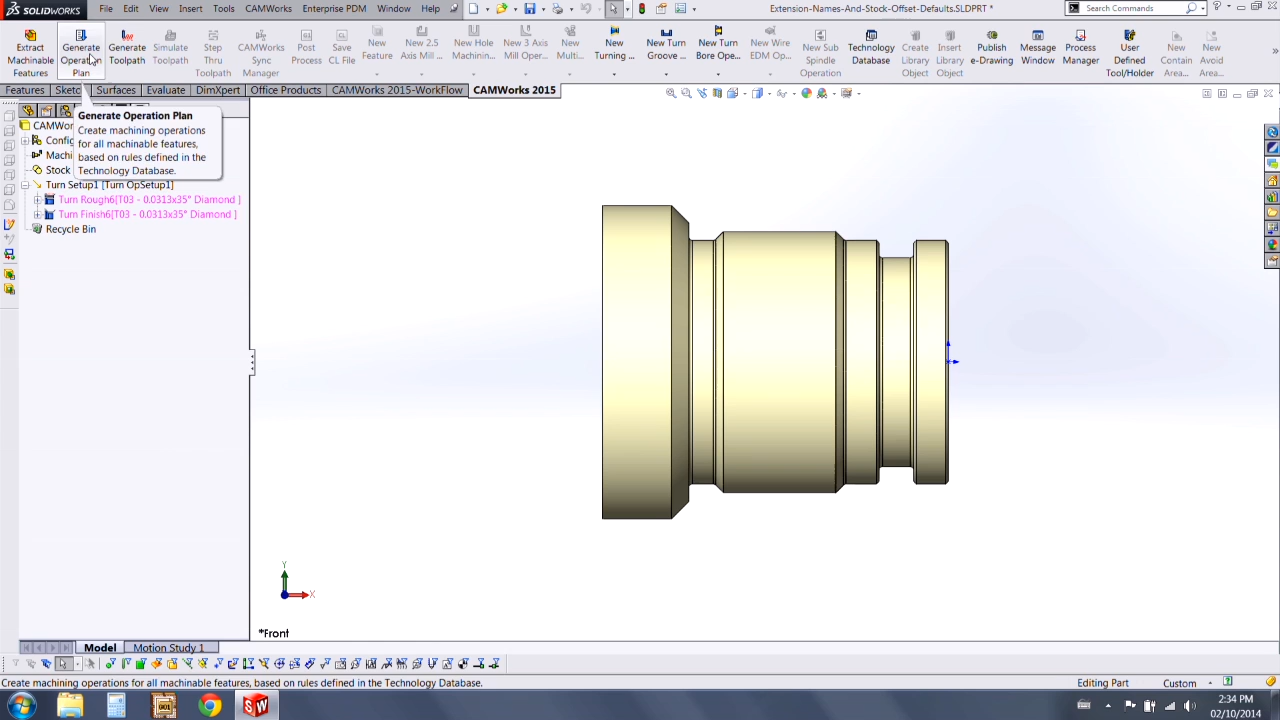 SOLIDWORKS
File Edit View Insert Tools CAMWorks Enterprise PDM Window Help
Extension-Names-And-Stock-Offset-Defaults.SLDPRT *
Search Commands
Extract Machinable Features
Generate Operation Plan
Generate Toolpath
Simulate Toolpath
Step Thru Toolpath
CAMWorks Manager
Post Process
Save CL File
New Feature
New 2.5 Axis Mill ...
New Hole Machinin...
New 3 Axis Mill Oper...
New Multi...
New Turning ...
New Turn Groove ...
New Turn Bore Ope...
New Wire EDM Op...
New Sub Spindle Operation
Technology Database
Create Library Object
Insert Library Object
Publish e-Drawing
Message Window
Process Manager
User Defined Tool/Holder
New Contain Area...
New Avoid Area...
Features Sketc Surfaces Evaluate DimXpert Office Products CAMWorks 2015-WorkFlow CAMWorks 2015
Generate Operation Plan
Create machining operations
for all machinable features,
based on rules defined in the
Technology Database.
CAMWor
Config
Machi
Stock
Turn Setup1 [Turn OpSetup1]
Turn Rough6[T03 - 0.0313x35° Diamond ]
Turn Finish6[T03 - 0.0313x35° Diamond ]
Recycle Bin
Y
X
*Front
Model Motion Study 1
Create machining operations for all machinable features, based on rules defined in the Technology Database.
Editing Part Custom
2:34 PM
02/10/2014